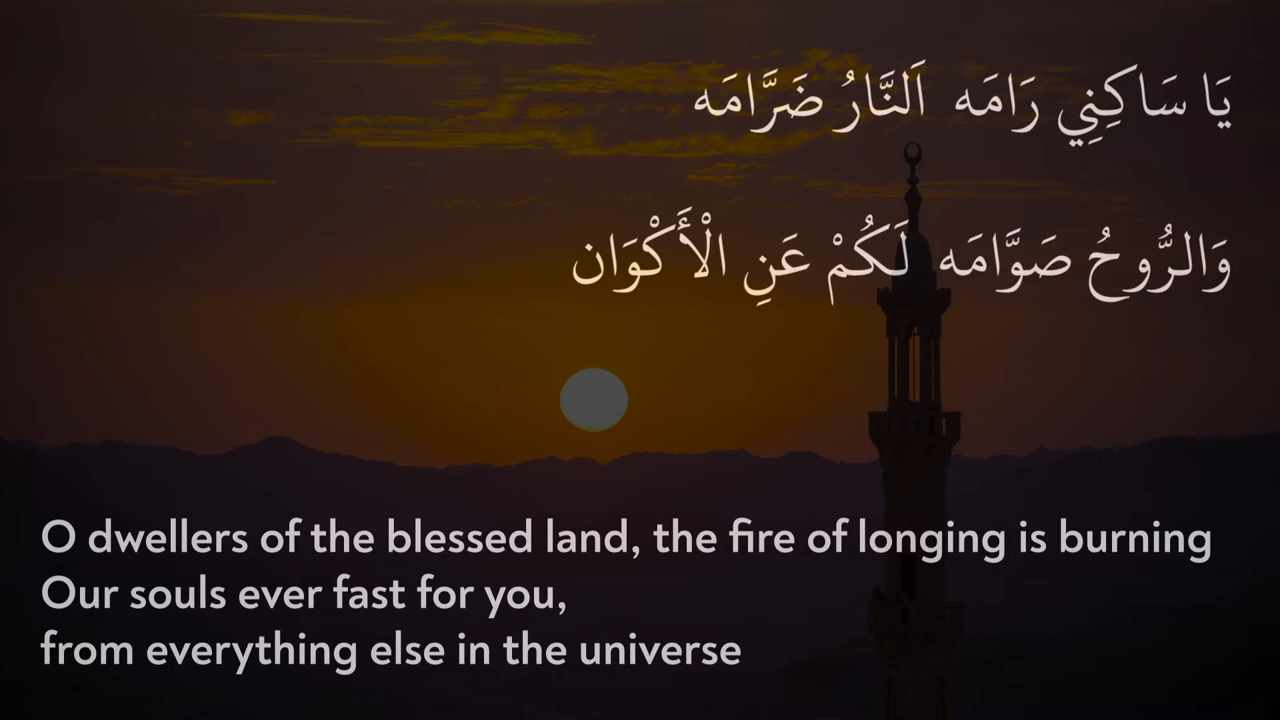 يَا سَاكِنِي رَامَه اَلنَّارُ ضَرَّامَه
وَالرُّوحُ صَوَّامَه لَكُمْ عَنِ الْأَكْوَان
O dwellers of the blessed land, the fire of longing is burning
Our souls ever fast for you,
from everything else in the universe